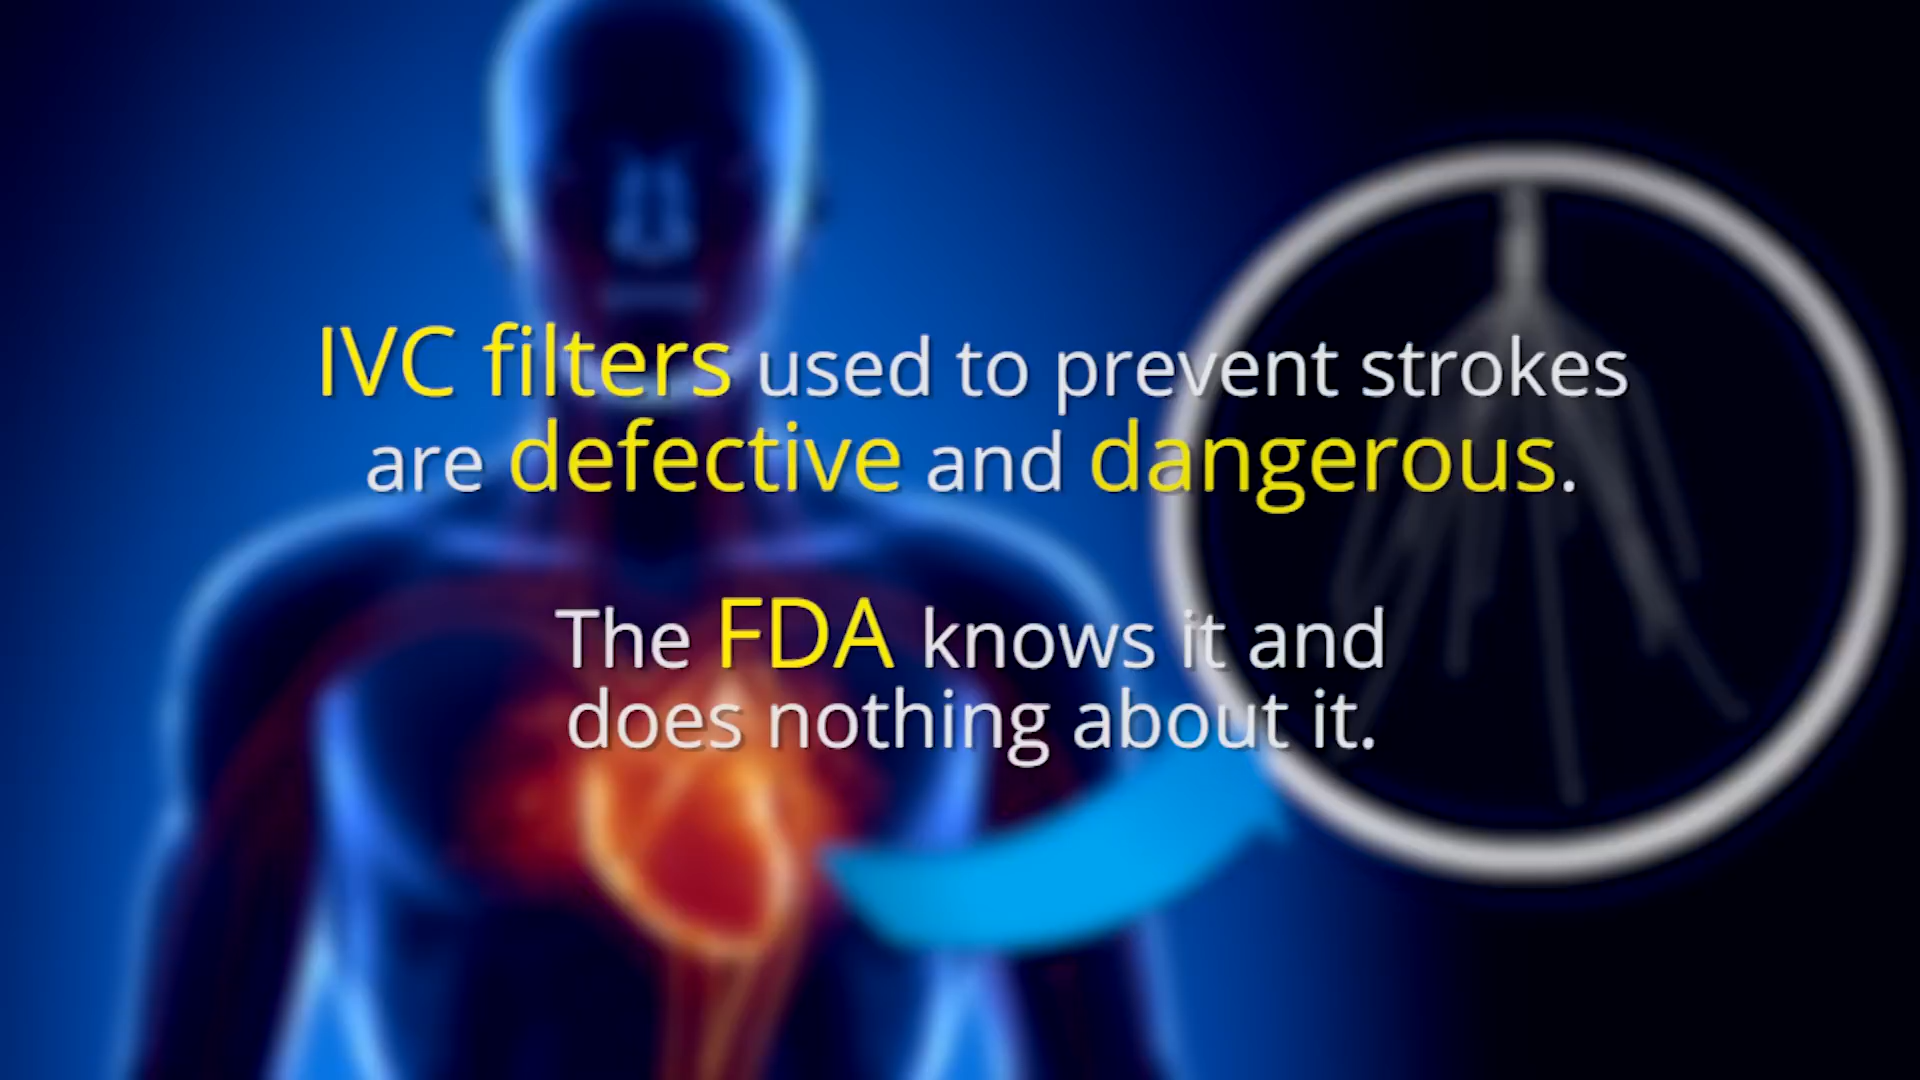 IVC filters used to prevent strokes
are defective and dangerous.
The FDA knows it and
does nothing about it.